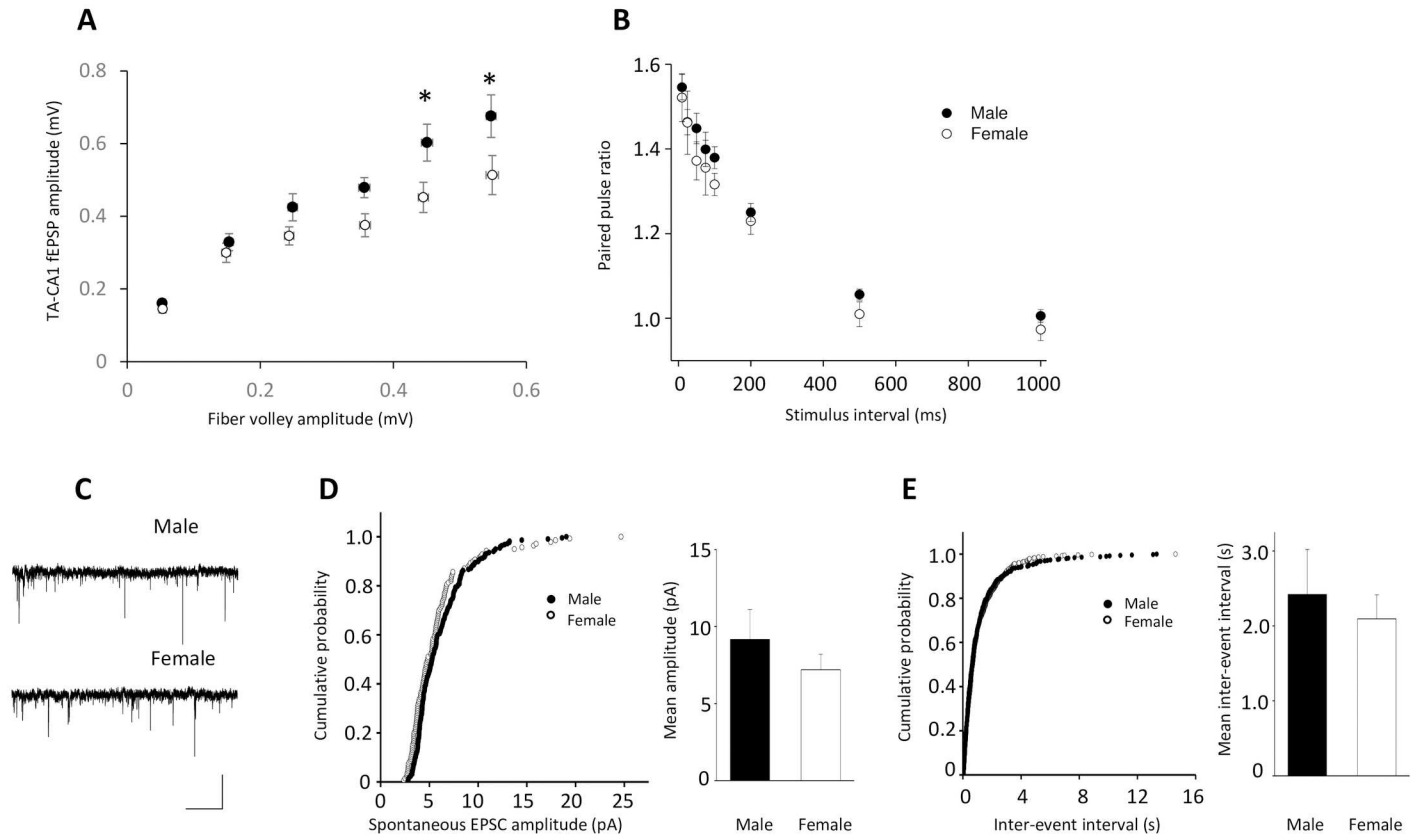 A
TA-CA1 fEPSP amplitude (mV)
0.8
0.6
0.4
0.2
0
* *
0 0.2 0.4 0.6
Fiber volley amplitude (mV)
B
Paired pulse ratio
1.6
1.4
1.2
1.0
Male
Female
0 200 400 600 800 1000
Stimulus interval (ms)
C
Male
Female
D
Cumulative probability
1.0
0.8
0.6
0.4
0.2
0
Male
Female
0 5 10 15 20 25
Spontaneous EPSC amplitude (pA)
Mean amplitude (pA)
15
10
5
0
Male Female
E
Cumulative probability
1.0
0.8
0.6
0.4
0.2
0
Male
Female
0 4 8 12 16
Inter-event interval (s)
Mean inter-event interval (s)
3.0
2.0
1.0
0
Male Female